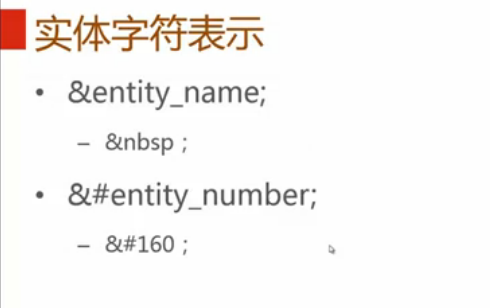 实体字符表示
• &entity_name;
– &nbsp ;
• &#entity_number;
– &#160 ;